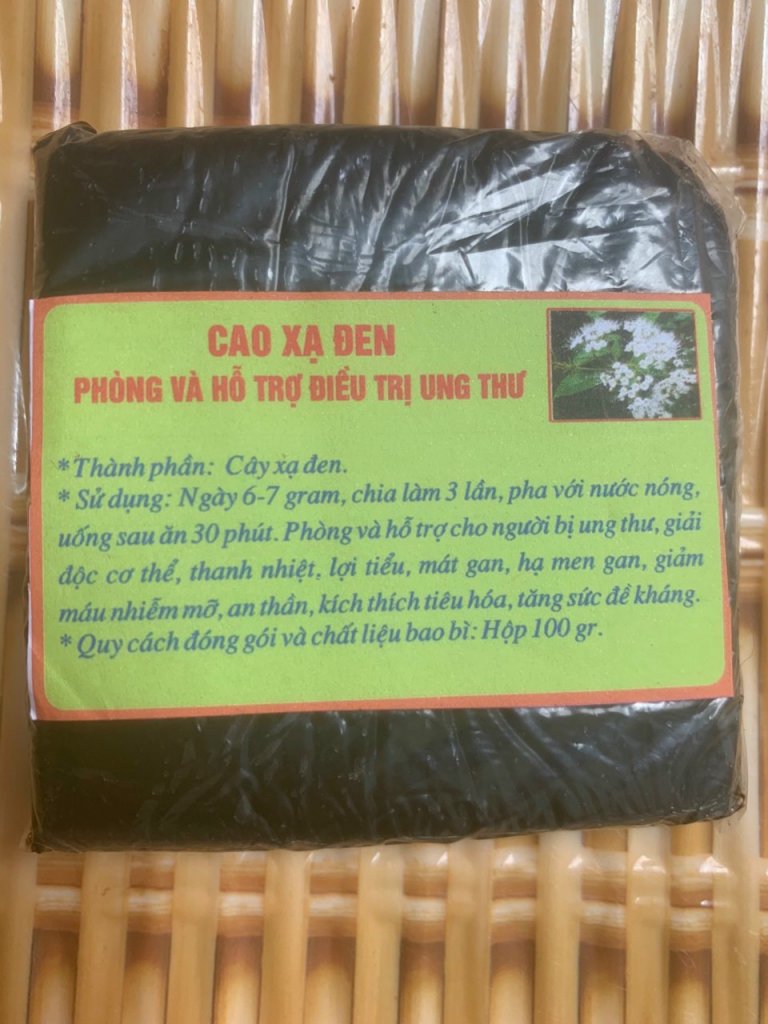 CAO XẠ ĐEN
PHÒNG VÀ HỖ TRỢ ĐIỀU TRỊ UNG THƯ
* Thành phần: Cây xạ đen.
* Sử dụng: Ngày 6-7 gram, chia làm 3 lần, pha với nước nóng,
uống sau ăn 30 phút. Phòng và hỗ trợ cho người bị ung thư, giải
độc cơ thể, thanh nhiệt, lợi tiểu, mát gan, hạ men gan, giảm
máu nhiễm mỡ, an thần, kích thích tiêu hóa, tăng sức đề kháng.
* Quy cách đóng gói và chất liệu bao bì: Hộp 100 gr.